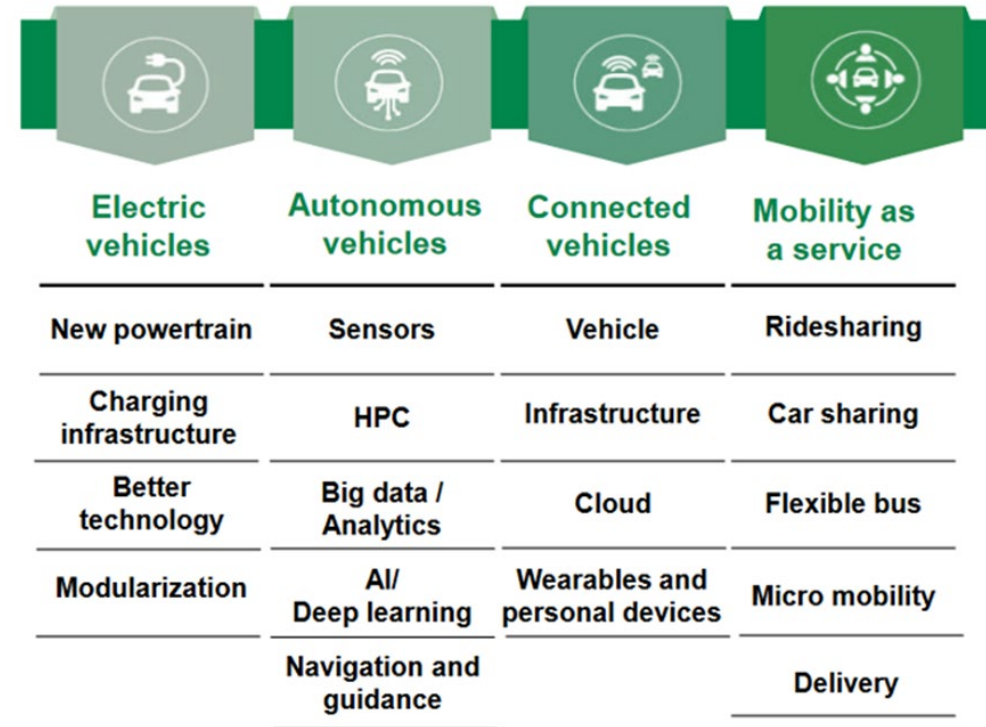 Electric
vehicles
Autonomous
vehicles
Connected
vehicles
Mobility as
a service
New powertrain
Sensors
Vehicle
Ridesharing
Charging
infrastructure
HPC
Infrastructure
Car sharing
Better
technology
Big data /
Analytics
Cloud
Flexible bus
Modularization
AI/
Deep learning
Wearables and
personal devices
Micro mobility
Navigation and
guidance
Delivery